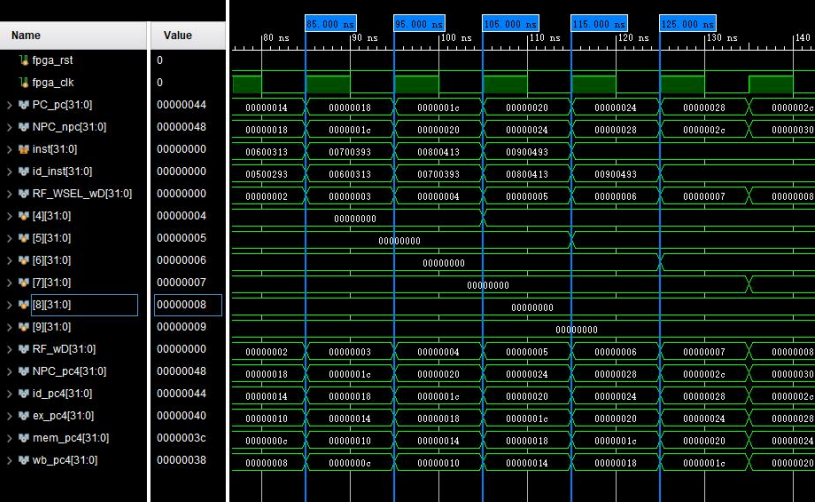 85.000 ns 95.000 ns 105.000 ns 115.000 ns 125.000 ns
Name Value 80 ns 90 ns 100 ns 110 ns 120 ns 130 ns 140
fpga_rst 0
fpga_clk 0
PC_pc[31:0] 00000044 00000014 00000018 0000001c 00000020 00000024 00000028 0000002c
NPC_npc[31:0] 00000048 00000018 0000001c 00000020 00000024 00000028 0000002c 00000030
inst[31:0] 00000000 00600313 00700393 00800413 00900493
id_inst[31:0] 00000000 00500293 00600313 00700393 00800413 00900493
RF_WSEL_wD[31:0] 00000000 00000002 00000003 00000004 00000005 00000006 00000007 00000008
[4][31:0] 00000004 00000000
[5][31:0] 00000005 00000000
[6][31:0] 00000006 00000000
[7][31:0] 00000007 00000000
[8][31:0] 00000008 00000000
[9][31:0] 00000009 00000000
RF_wD[31:0] 00000000 00000002 00000003 00000004 00000005 00000006 00000007 00000008
NPC_pc4[31:0] 00000048 00000018 0000001c 00000020 00000024 00000028 0000002c 00000030
id_pc4[31:0] 00000044 00000014 00000018 0000001c 00000020 00000024 00000028 0000002c
ex_pc4[31:0] 00000040 00000010 00000014 00000018 0000001c 00000020 00000024 00000028
mem_pc4[31:0] 0000003c 0000000c 00000010 00000014 00000018 0000001c 00000020 00000024
wb_pc4[31:0] 00000038 00000008 0000000c 00000010 00000014 00000018 0000001c 00000020